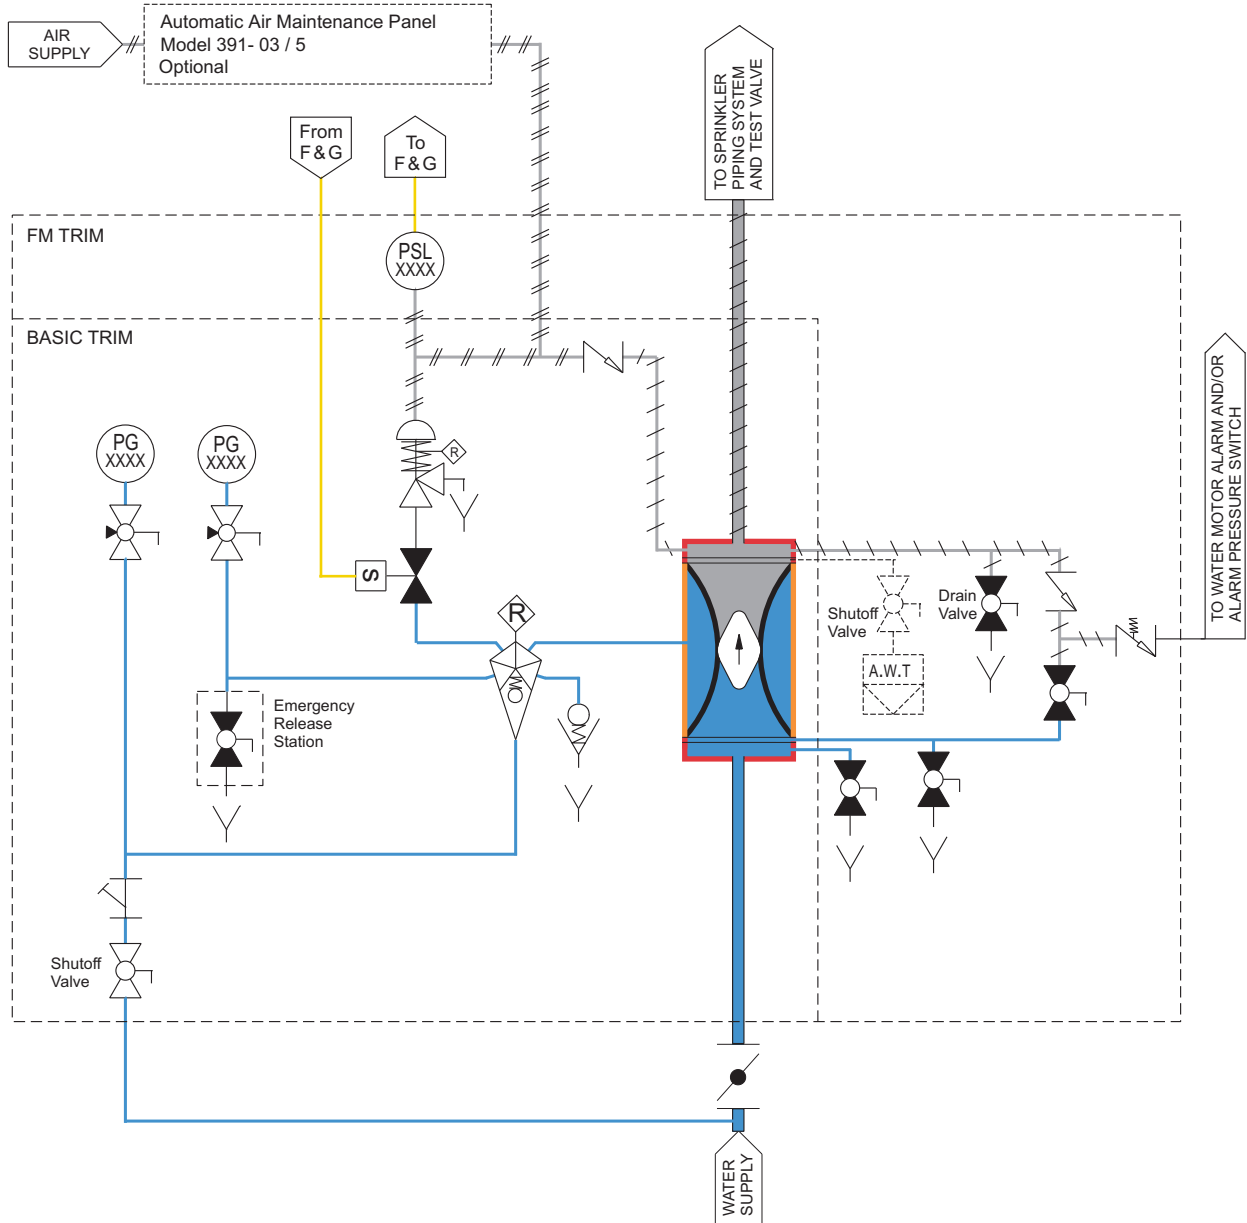 AIR
SUPPLY
Automatic Air Maintenance Panel
Model 391- 03 / 5
Optional
From
F & G
To
F & G
TO SPRINKLER
PIPING SYSTEM
AND TEST VALVE
FM TRIM
PSL
XXXX
BASIC TRIM
TO WATER MOTOR ALARM AND/OR
ALARM PRESSURE SWITCH
PG
XXXX
PG
XXXX
R
S
R
Shutoff
Valve
Drain
Valve
A.W.T
Emergency
Release
Station
Shutoff
Valve
WATER
SUPPLY